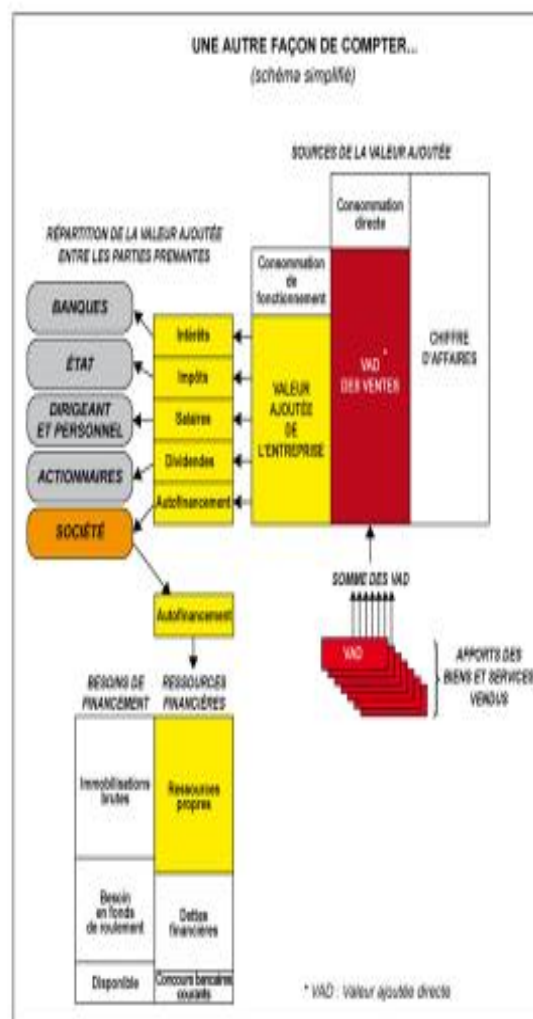 UNE AUTRE FAÇON DE COMPTER...
(schéma simplifié)
SOURCES DE LA VALEUR AJOUTÉE
Consommation
directe
RÉPARTITION DE LA VALEUR AJOUTÉE
ENTRE LES PARTIES PRENANTES
Consommation
de
fonctionnement
BANQUES
ÉTAT
DIRIGEANT
ET PERSONNEL
ACTIONNAIRES
SOCIÉTÉ
Intérêts
Impôts
Salaires
Dividendes
Autofinancement
VALEUR
AJOUTÉE
DE
L'ENTREPRISE
VAD *
DES VENTES
CHIFFRE
D'AFFAIRES
SOMME DES VAD
VAD
APPORTS DES
BIENS ET SERVICES
VENDUS
Autofinancement
BESOINS DE
FINANCEMENT
RESSOURCES
FINANCIÈRES
Immobilisations
brutes
Ressources
propres
Besoin
en fonds
de roulement
Dettes
financières
Disponible
Concours bancaires
courants
* VAD : Valeur ajoutée directe